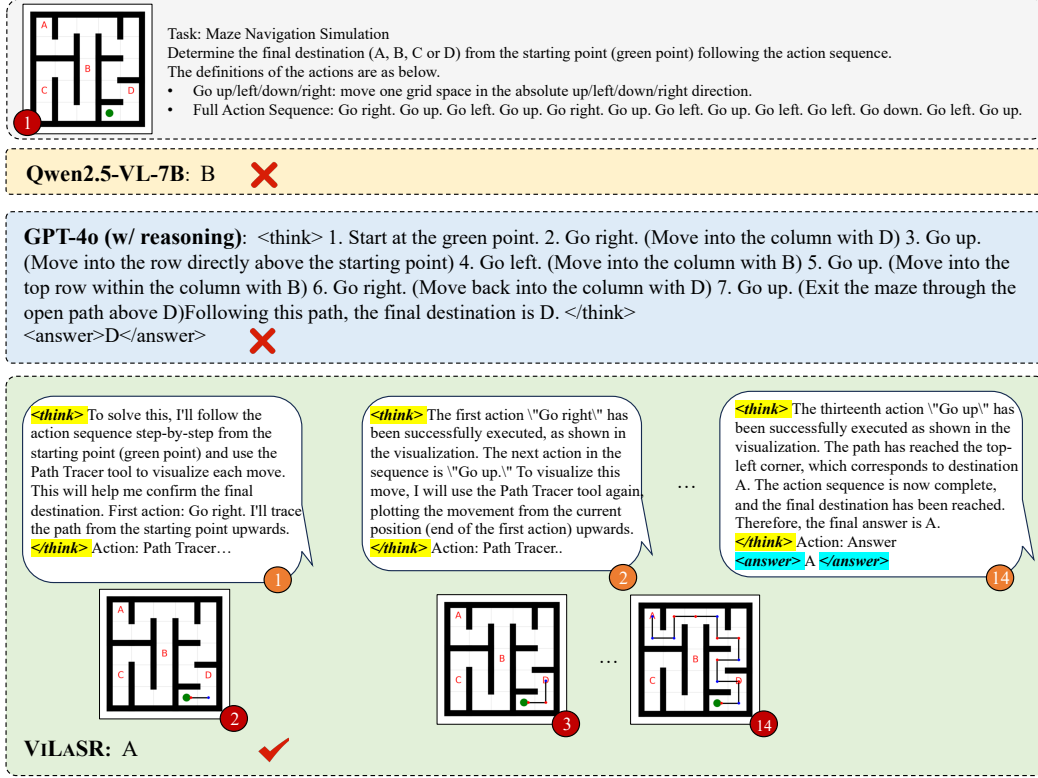 A
B
C
D
1
Task: Maze Navigation Simulation
Determine the final destination (A, B, C or D) from the starting point (green point) following the action sequence.
The definitions of the actions are as below.
• Go up/left/down/right: move one grid space in the absolute up/left/down/right direction.
• Full Action Sequence: Go right. Go up. Go left. Go up. Go right. Go up. Go left. Go up. Go left. Go left. Go down. Go left. Go up.
Qwen2.5-VL-7B: B
GPT-4o (w/ reasoning): <think> 1. Start at the green point. 2. Go right. (Move into the column with D) 3. Go up.
(Move into the row directly above the starting point) 4. Go left. (Move into the column with B) 5. Go up. (Move into the
top row within the column with B) 6. Go right. (Move back into the column with D) 7. Go up. (Exit the maze through the
open path above D)Following this path, the final destination is D. </think>
<answer>D</answer>
<think> To solve this, I'll follow the
action sequence step-by-step from the
starting point (green point) and use the
Path Tracer tool to visualize each move.
This will help me confirm the final
destination. First action: Go right. I'll trace
the path from the starting point upwards.
</think> Action: Path Tracer…
1
<think> The first action \"Go right\" has
been successfully executed, as shown in
the visualization. The next action in the
sequence is \"Go up.\" To visualize this
move, I will use the Path Tracer tool again,
plotting the movement from the current
position (end of the first action) upwards.
</think> Action: Path Tracer..
2
…
<think> The thirteenth action \"Go up\" has
been successfully executed as shown in the
visualization. The path has reached the top-
left corner, which corresponds to destination
A. The action sequence is now complete,
and the final destination has been reached.
Therefore, the final answer is A.
</think> Action: Answer
<answer> A </answer>
14
A
B
C
D
2
A
B
C
D
3
…
A
B
C
D
14
VILASR: A